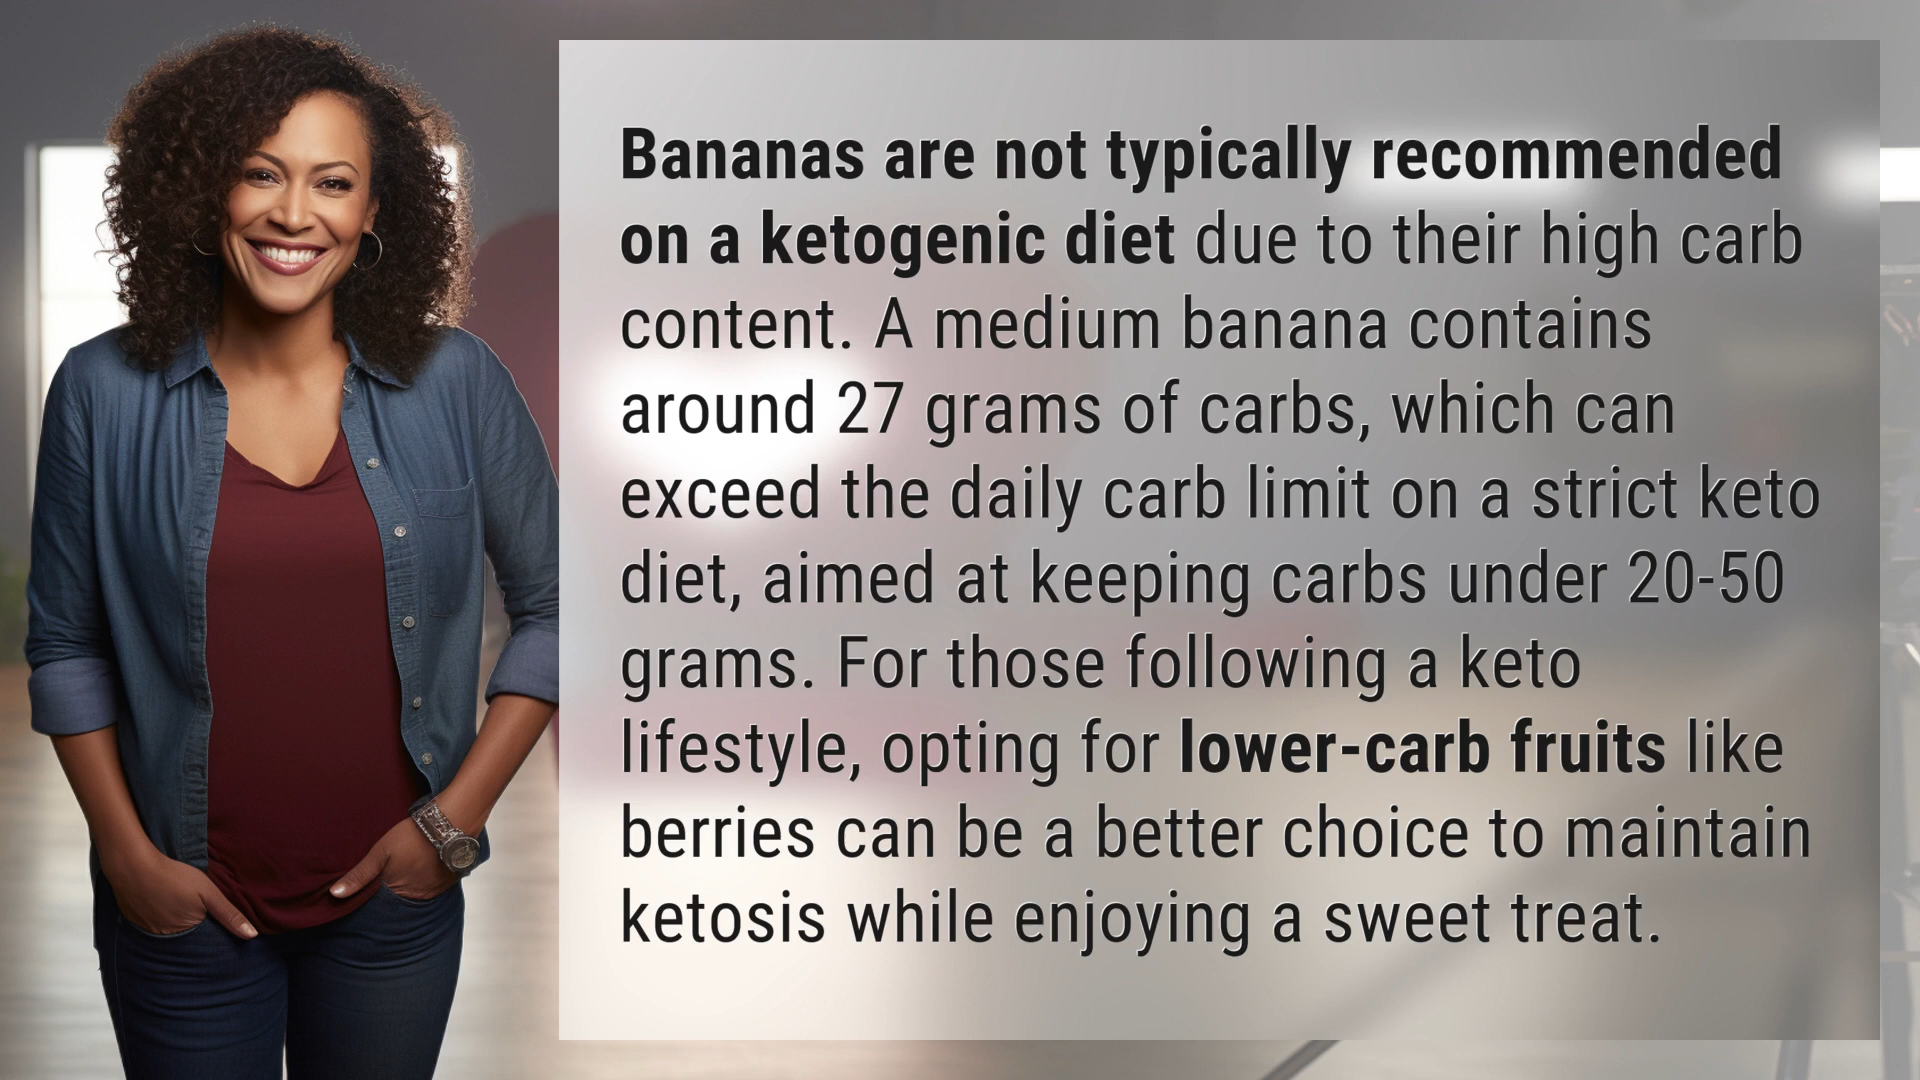 Bananas are not typically recommended
on a ketogenic diet due to their high carb
content. A medium banana contains
around 27 grams of carbs, which can
exceed the daily carb limit on a strict keto
diet, aimed at keeping carbs under 20-50
grams. For those following a keto
lifestyle, opting for lower-carb fruits like
berries can be a better choice to maintain
ketosis while enjoying a sweet treat.